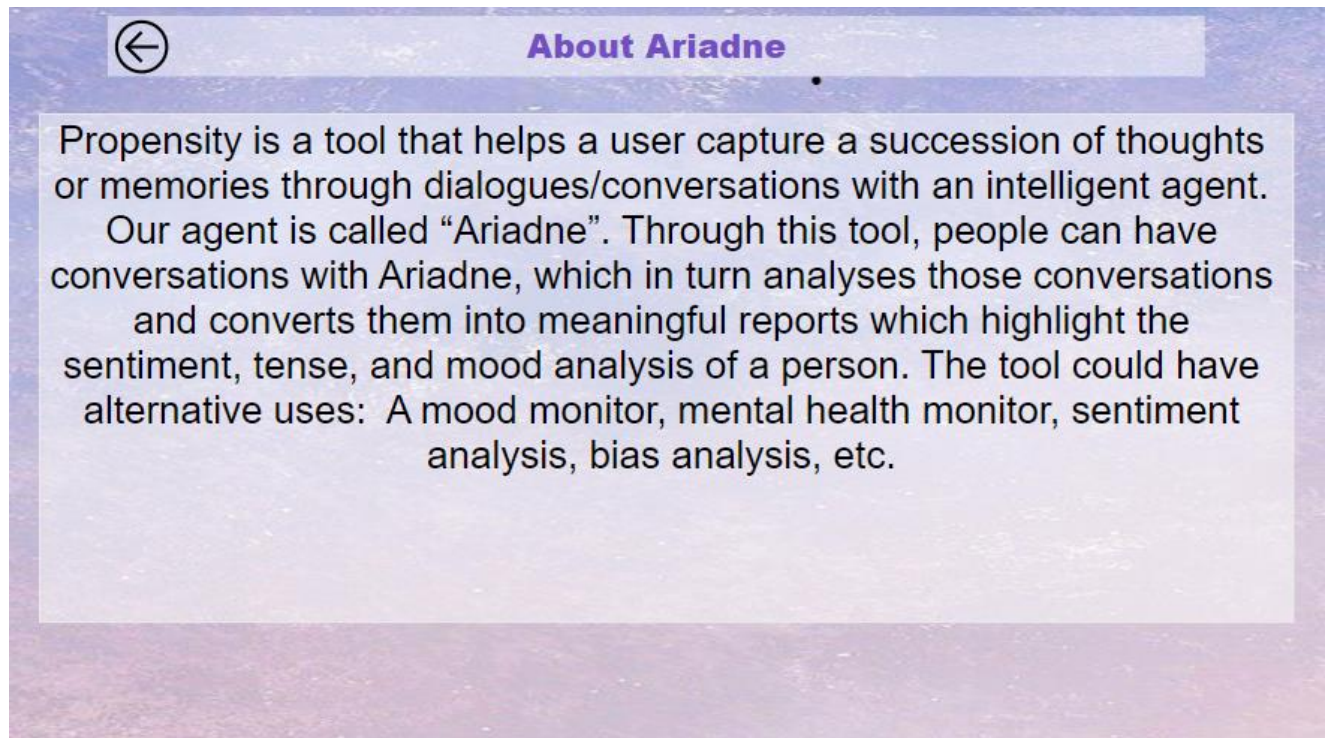 About Ariadne
Propensity is a tool that helps a user capture a succession of thoughts
or memories through dialogues/conversations with an intelligent agent.
Our agent is called “Ariadne”. Through this tool, people can have
conversations with Ariadne, which in turn analyses those conversations
and converts them into meaningful reports which highlight the
sentiment, tense, and mood analysis of a person. The tool could have
alternative uses:  A mood monitor, mental health monitor, sentiment
analysis, bias analysis, etc.